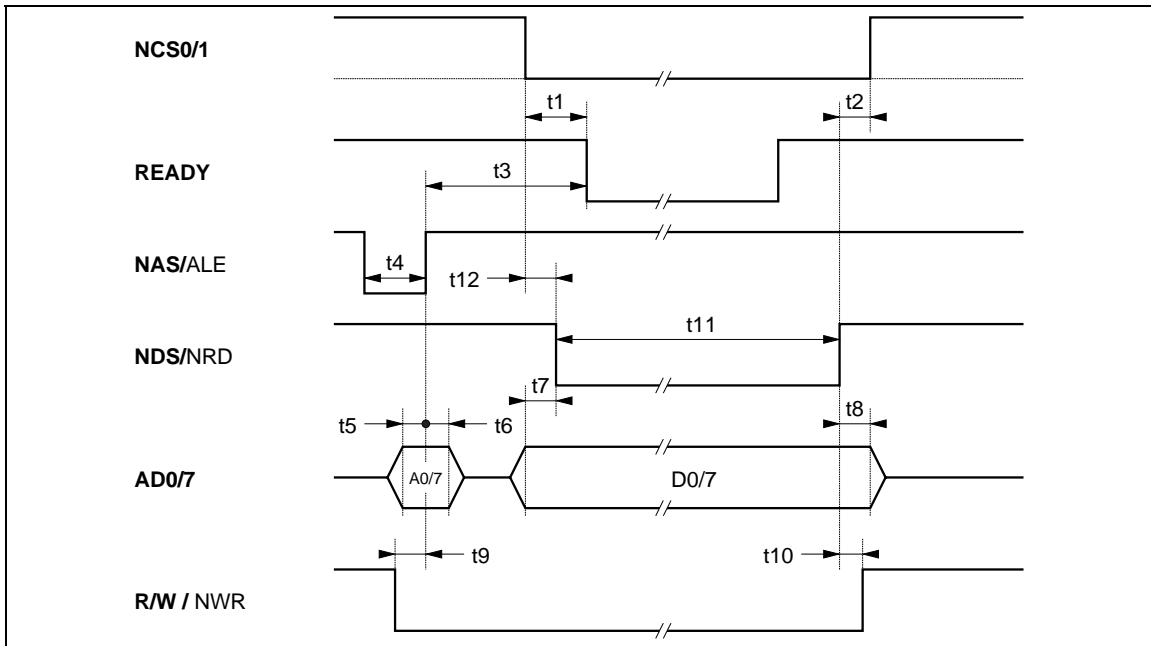 NCS0/1
t1
t2
READY
t3
NAS/ALE
t4
t12
t11
NDS/NRD
t7
t8
t5
t6
AD0/7
A0/7
D0/7
t9
t10
R/W / NWR